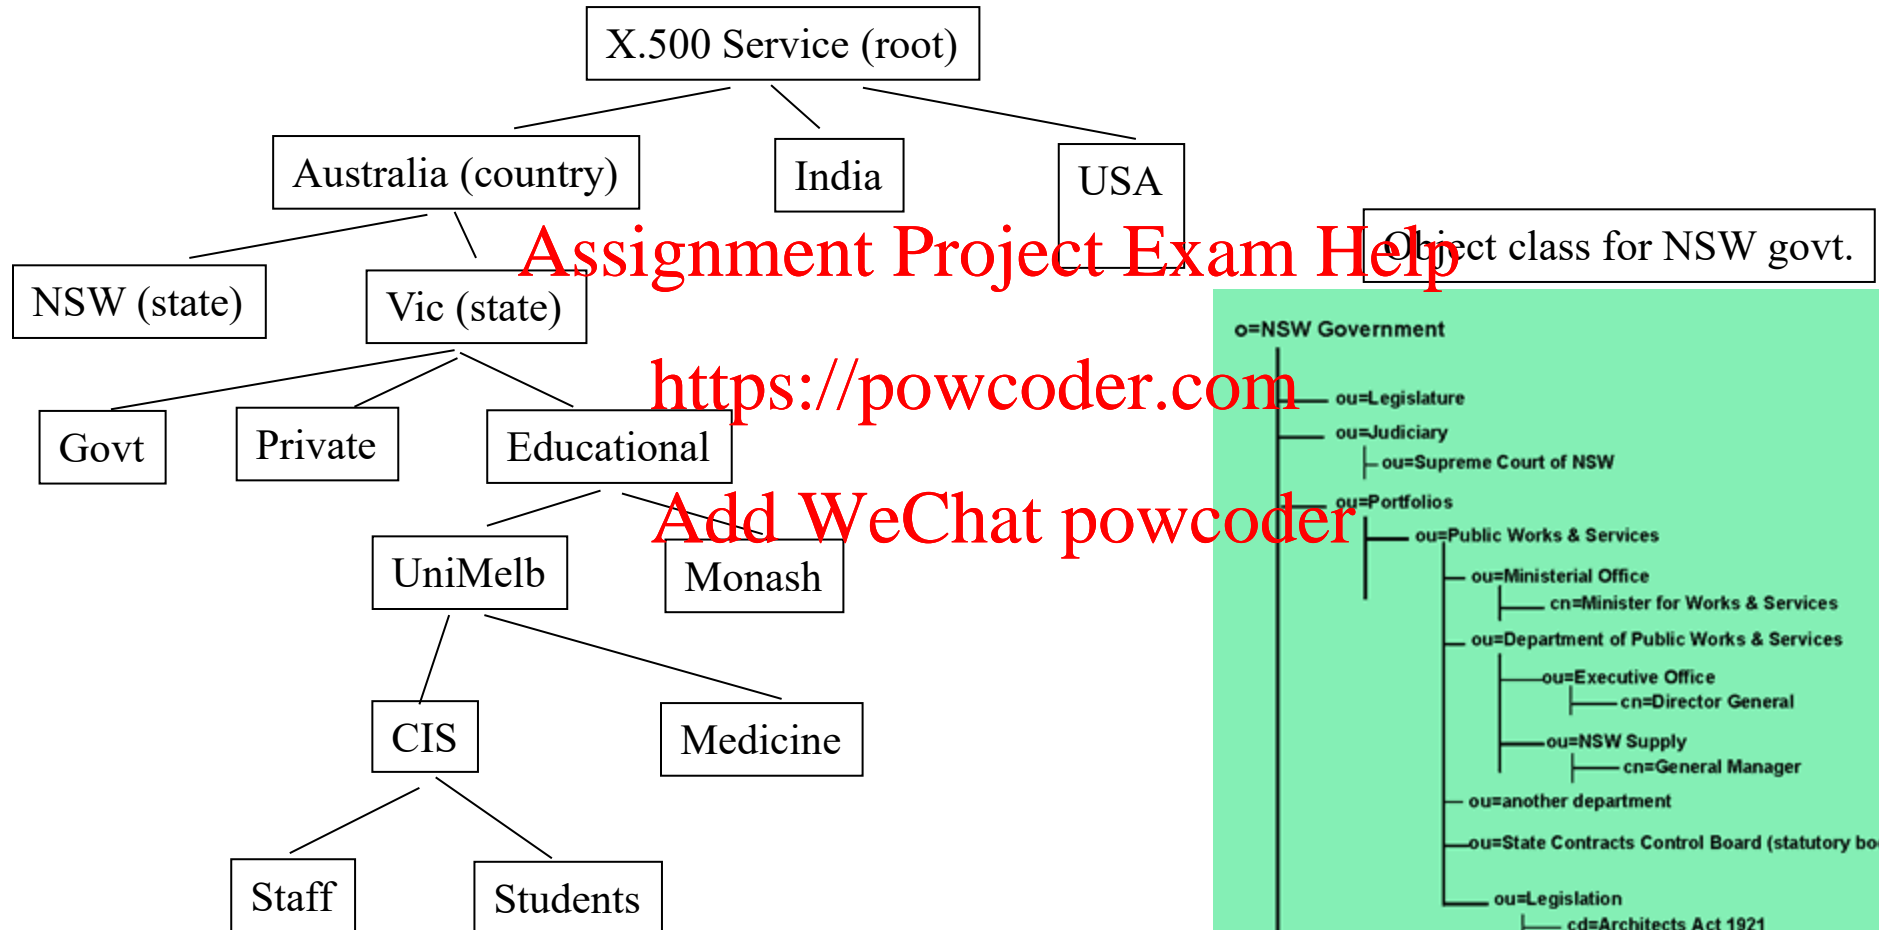 X.500 Service (root)
Australia (country)
India
USA
NSW (state)
Vic (state)
Govt
Private
Educational
UniMelb
Monash
CIS
Medicine
Staff
Students
Assignment Project Exam Help
https://powcoder.com
Add WeChat powcoder
Object class for NSW govt.
o=NSW Government
ou=Legislature
ou=Judiciary
ou=Supreme Court of NSW
ou=Portfolios
ou=Public Works & Services
ou=Ministerial Office
cn=Minister for Works & Services
ou=Department of Public Works & Services
ou=Executive Office
cn=Director General
ou=NSW Supply
cn=General Manager
ou=another department
ou=State Contracts Control Board (statutory bo
ou=Legislation
cd=Architects Act 1921